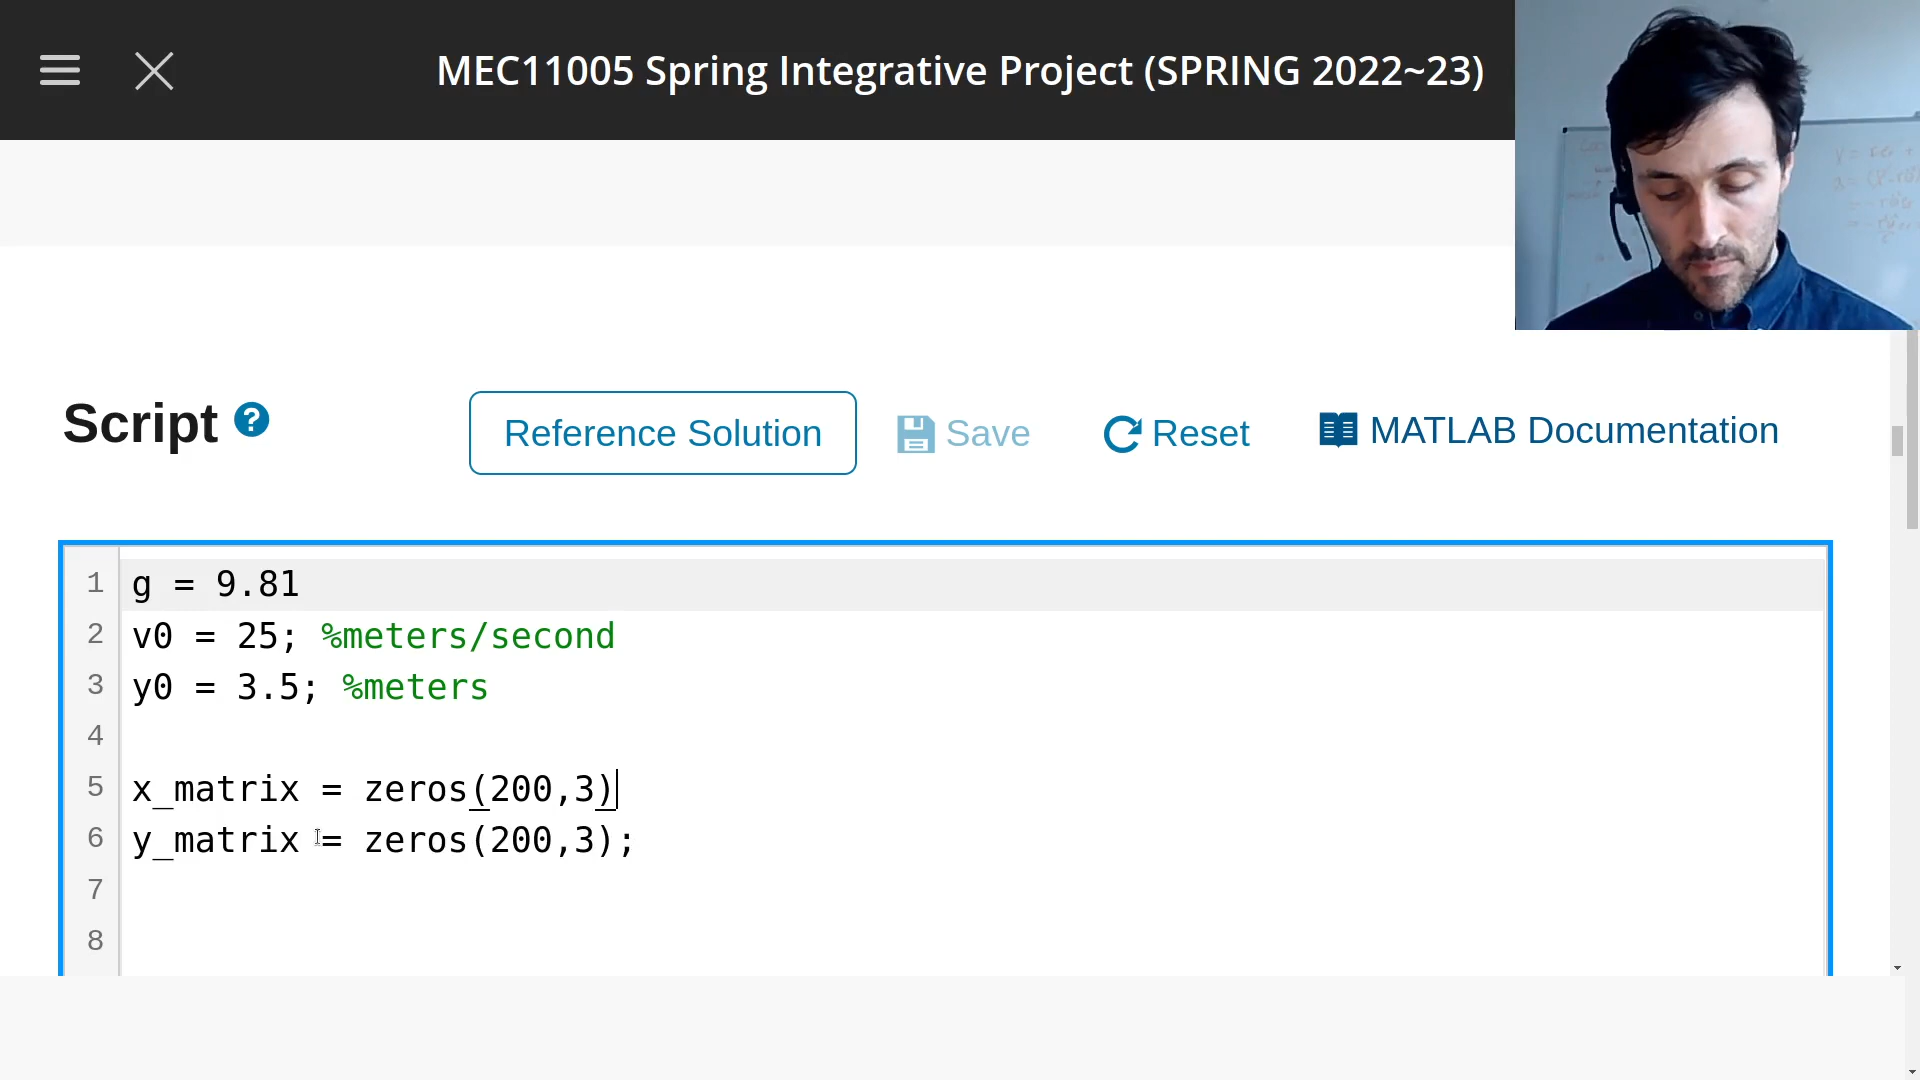 MEC11005 Spring Integrative Project (SPRING 2022~23)
Script ?
Reference Solution
Save
Reset
MATLAB Documentation
1 g = 9.81
2 v0 = 25; %meters/second
3 y0 = 3.5; %meters
4
5 x_matrix = zeros(200,3)
6 y_matrix = zeros(200,3);
7
8